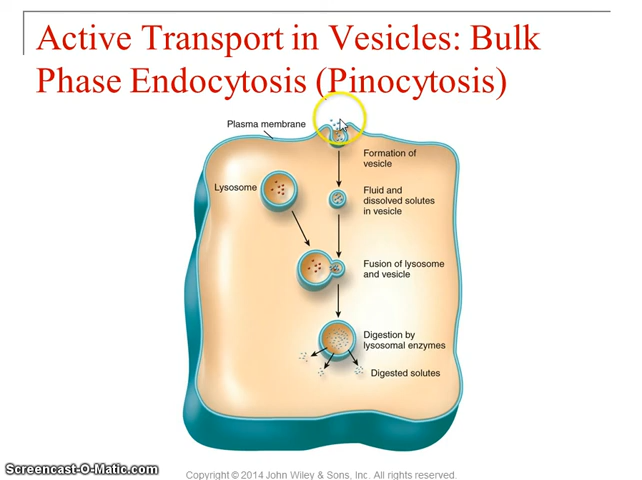 Active Transport in Vesicles: Bulk
Phase Endocytosis (Pinocytosis)
Plasma membrane
Formation of
vesicle
Lysosome
Fluid and
dissolved solutes
in vesicle
Fusion of lysosome
and vesicle
Digestion by
lysosomal enzymes
Digested solutes
Screencast-O-Matic.com
Copyright © 2014 John Wiley & Sons, Inc. All rights reserved.